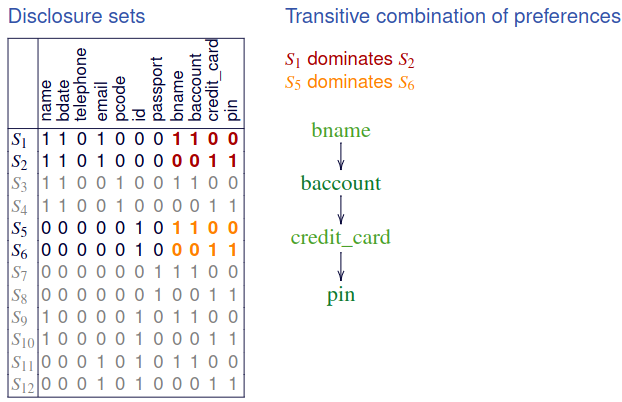 Disclosure sets
name
bdate
telephone
email
pcode
id
passport
bname
baccount
credit_card
pin
S1 1 1 0 1 0 0 0 1 1 0 0
S2 1 1 0 1 0 0 0 0 0 1 1
S3 1 1 0 0 1 0 0 1 1 0 0
S4 1 1 0 0 1 0 0 0 0 1 1
S5 0 0 0 0 0 1 0 1 1 0 0
S6 0 0 0 0 0 1 0 0 0 1 1
S7 0 0 0 0 0 0 1 1 1 0 0
S8 0 0 0 0 0 0 1 0 0 1 1
S9 1 0 0 0 0 1 0 1 1 0 0
S10 1 0 0 0 0 1 0 0 0 1 1
S11 0 0 0 1 0 1 0 1 1 0 0
S12 0 0 0 1 0 1 0 0 0 1 1
Transitive combination of preferences
S1 dominates S2
S5 dominates S6
bname
baccount
credit_card
pin